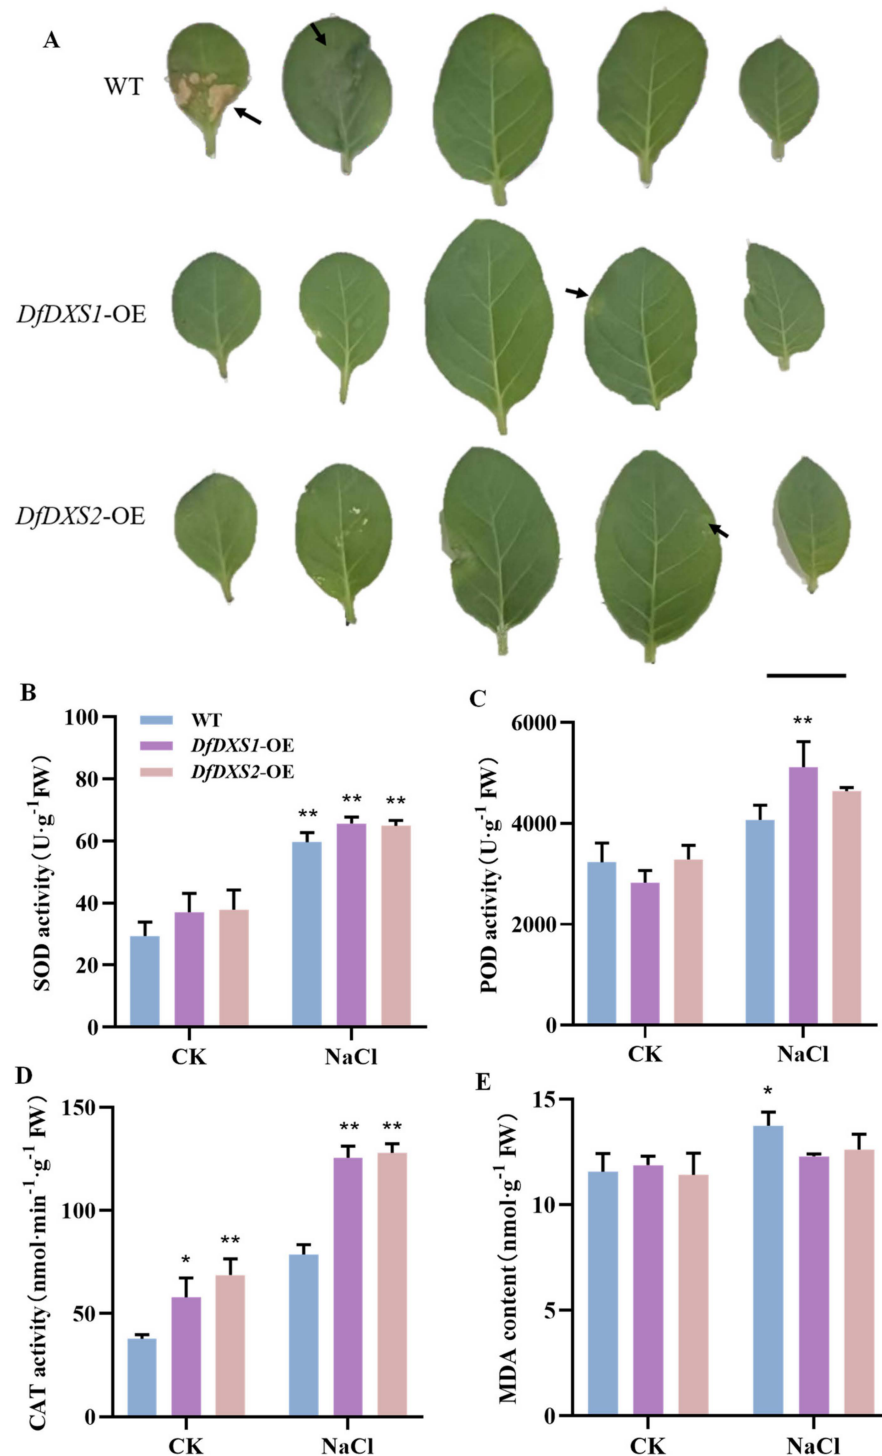 A
WT
DfDXS1-OE
DfDXS2-OE
B
SOD activity (U·g⁻¹FW)
100
80
60
40
20
0
WT
DfDXS1-OE
DfDXS2-OE
** ** **
CK NaCl
C
POD activity (U·g⁻¹ FW)
6000
4000
2000
0
**
CK NaCl
D
CAT activity (nmol·min⁻¹·g⁻¹ FW)
150
100
50
0
* ** ** **
CK NaCl
E
MDA content (nmol·g⁻¹ FW)
15
10
5
0
*
CK NaCl